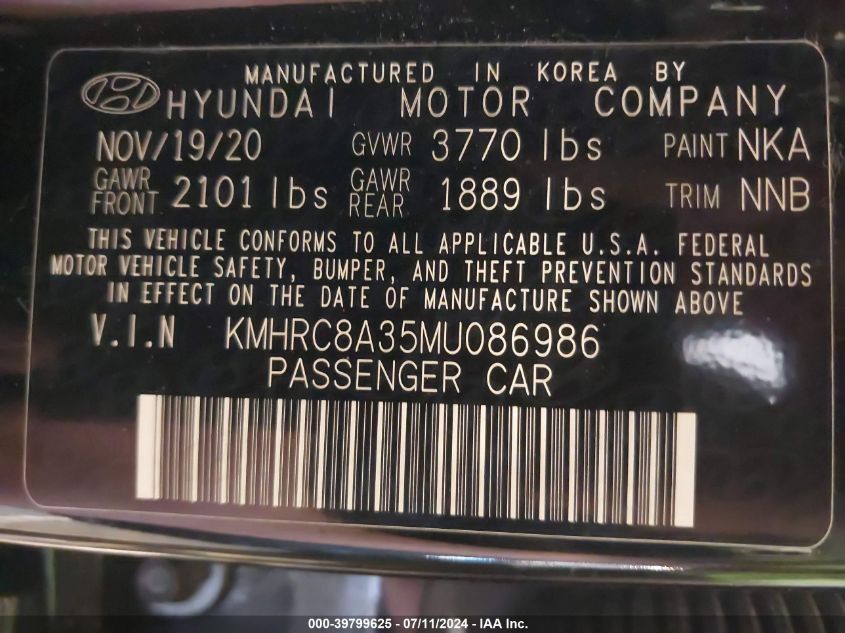 MANUFACTURED IN KOREA BY
HYUNDAI MOTOR COMPANY
NOV/19/20 GVWR 3770 lbs PAINT NKA
GAWR FRONT 2101 lbs GAWR REAR 1889 lbs TRIM NNB
THIS VEHICLE CONFORMS TO ALL APPLICABLE U.S.A. FEDERAL
MOTOR VEHICLE SAFETY, BUMPER, AND THEFT PREVENTION STANDARDS
IN EFFECT ON THE DATE OF MANUFACTURE SHOWN ABOVE
V.I.N KMHRC8A35MU086986
PASSENGER CAR
000-39799625 - 07/11/2024 - IAA Inc.